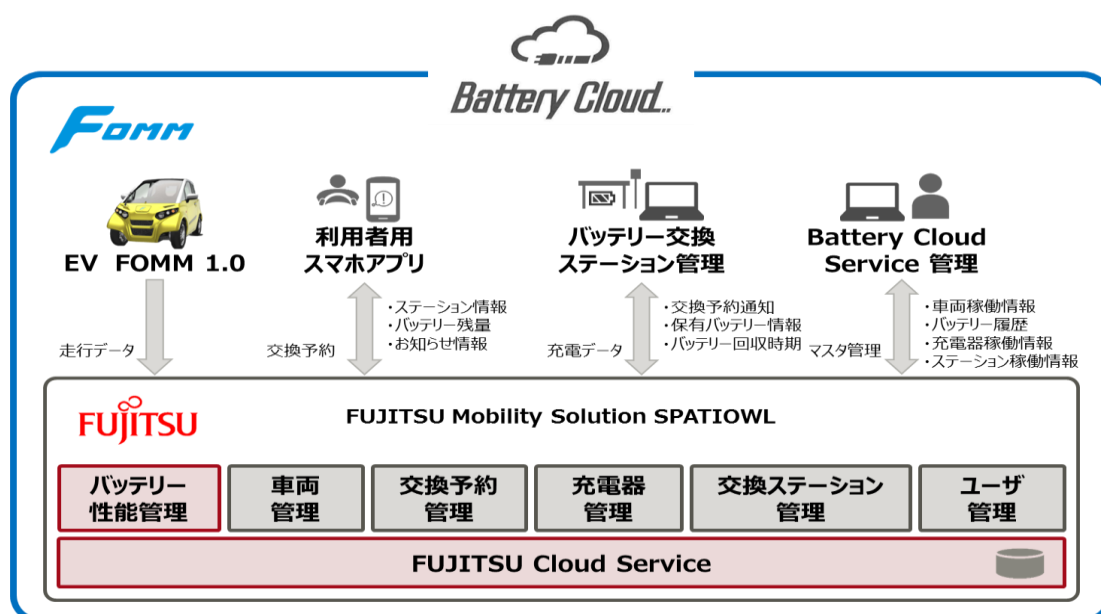 Battery Cloud...
FOMM
EV FOMM 1.0
利用者用
スマホアプリ
バッテリー交換
ステーション管理
Battery Cloud
Service 管理
走行データ
交換予約
・ステーション情報
・バッテリー残量
・お知らせ情報
充電データ
・交換予約通知
・保有バッテリー情報
・バッテリー回収時期
マスタ管理
・車両稼働情報
・バッテリー履歴
・充電器稼働情報
・ステーション稼働情報
FUJITSU
FUJITSU Mobility Solution SPATIOWL
バッテリー
性能管理
車両
管理
交換予約
管理
充電器
管理
交換ステーション
管理
ユーザ
管理
FUJITSU Cloud Service